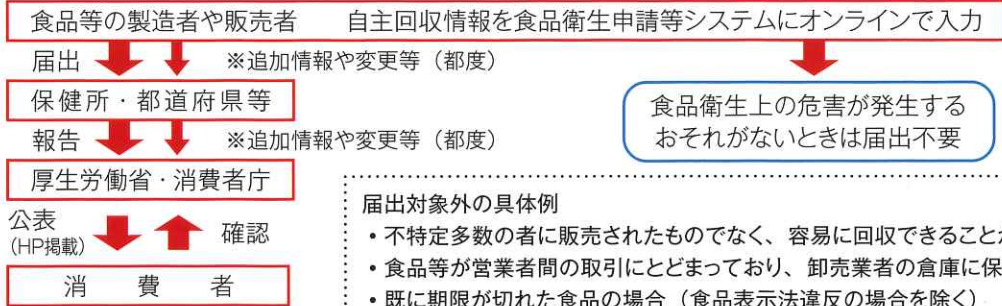 食品等の製造者や販売者 自主回収情報を食品衛生申請等システムにオンラインで入力
届出 ※追加情報や変更等（都度）
保健所・都道府県等
食品衛生上の危害が発生する
おそれがないときは届出不要
報告 ※追加情報や変更等（都度）
厚生労働省・消費者庁
公表
(HP掲載)
確認
消費者
届出対象外の具体例
・不特定多数の者に販売されたものでなく、容易に回収できること
・食品等が営業者間の取引にとどまっており、卸売業者の倉庫に保
・既に期限が切れた食品の場合（食品表示法違反の場合を除く）